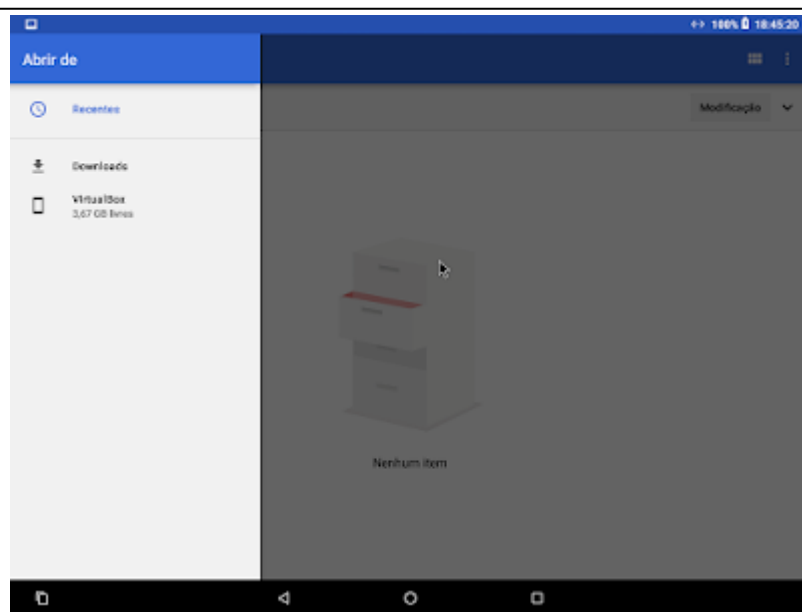 100% 18:45:20
Abrir de
Recentes
Modificação
Downloads
VirtualBox
3,67 GB livres
Nenhum item